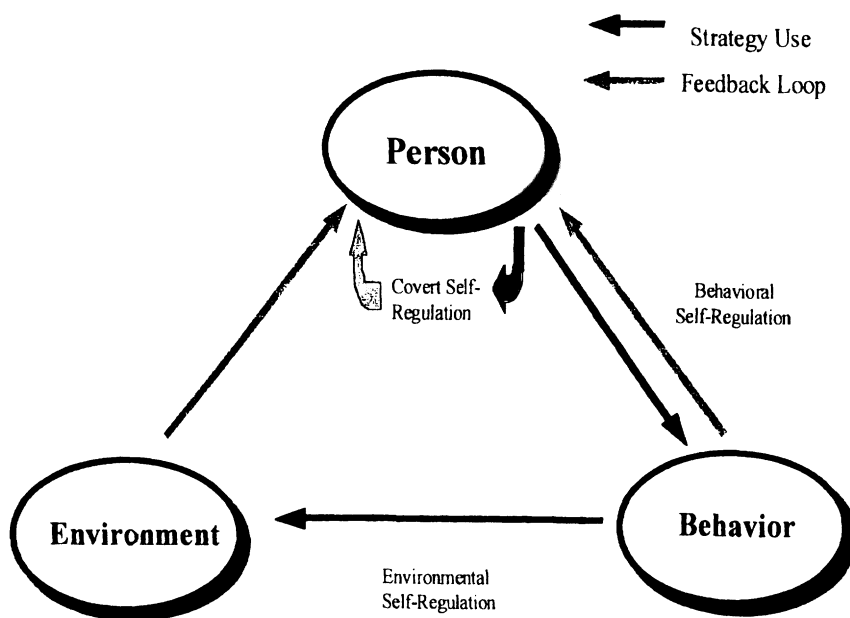 Strategy Use
Feedback Loop
Person
Covert Self-
Regulation
Behavioral
Self-Regulation
Environment
Behavior
Environmental
Self-Regulation